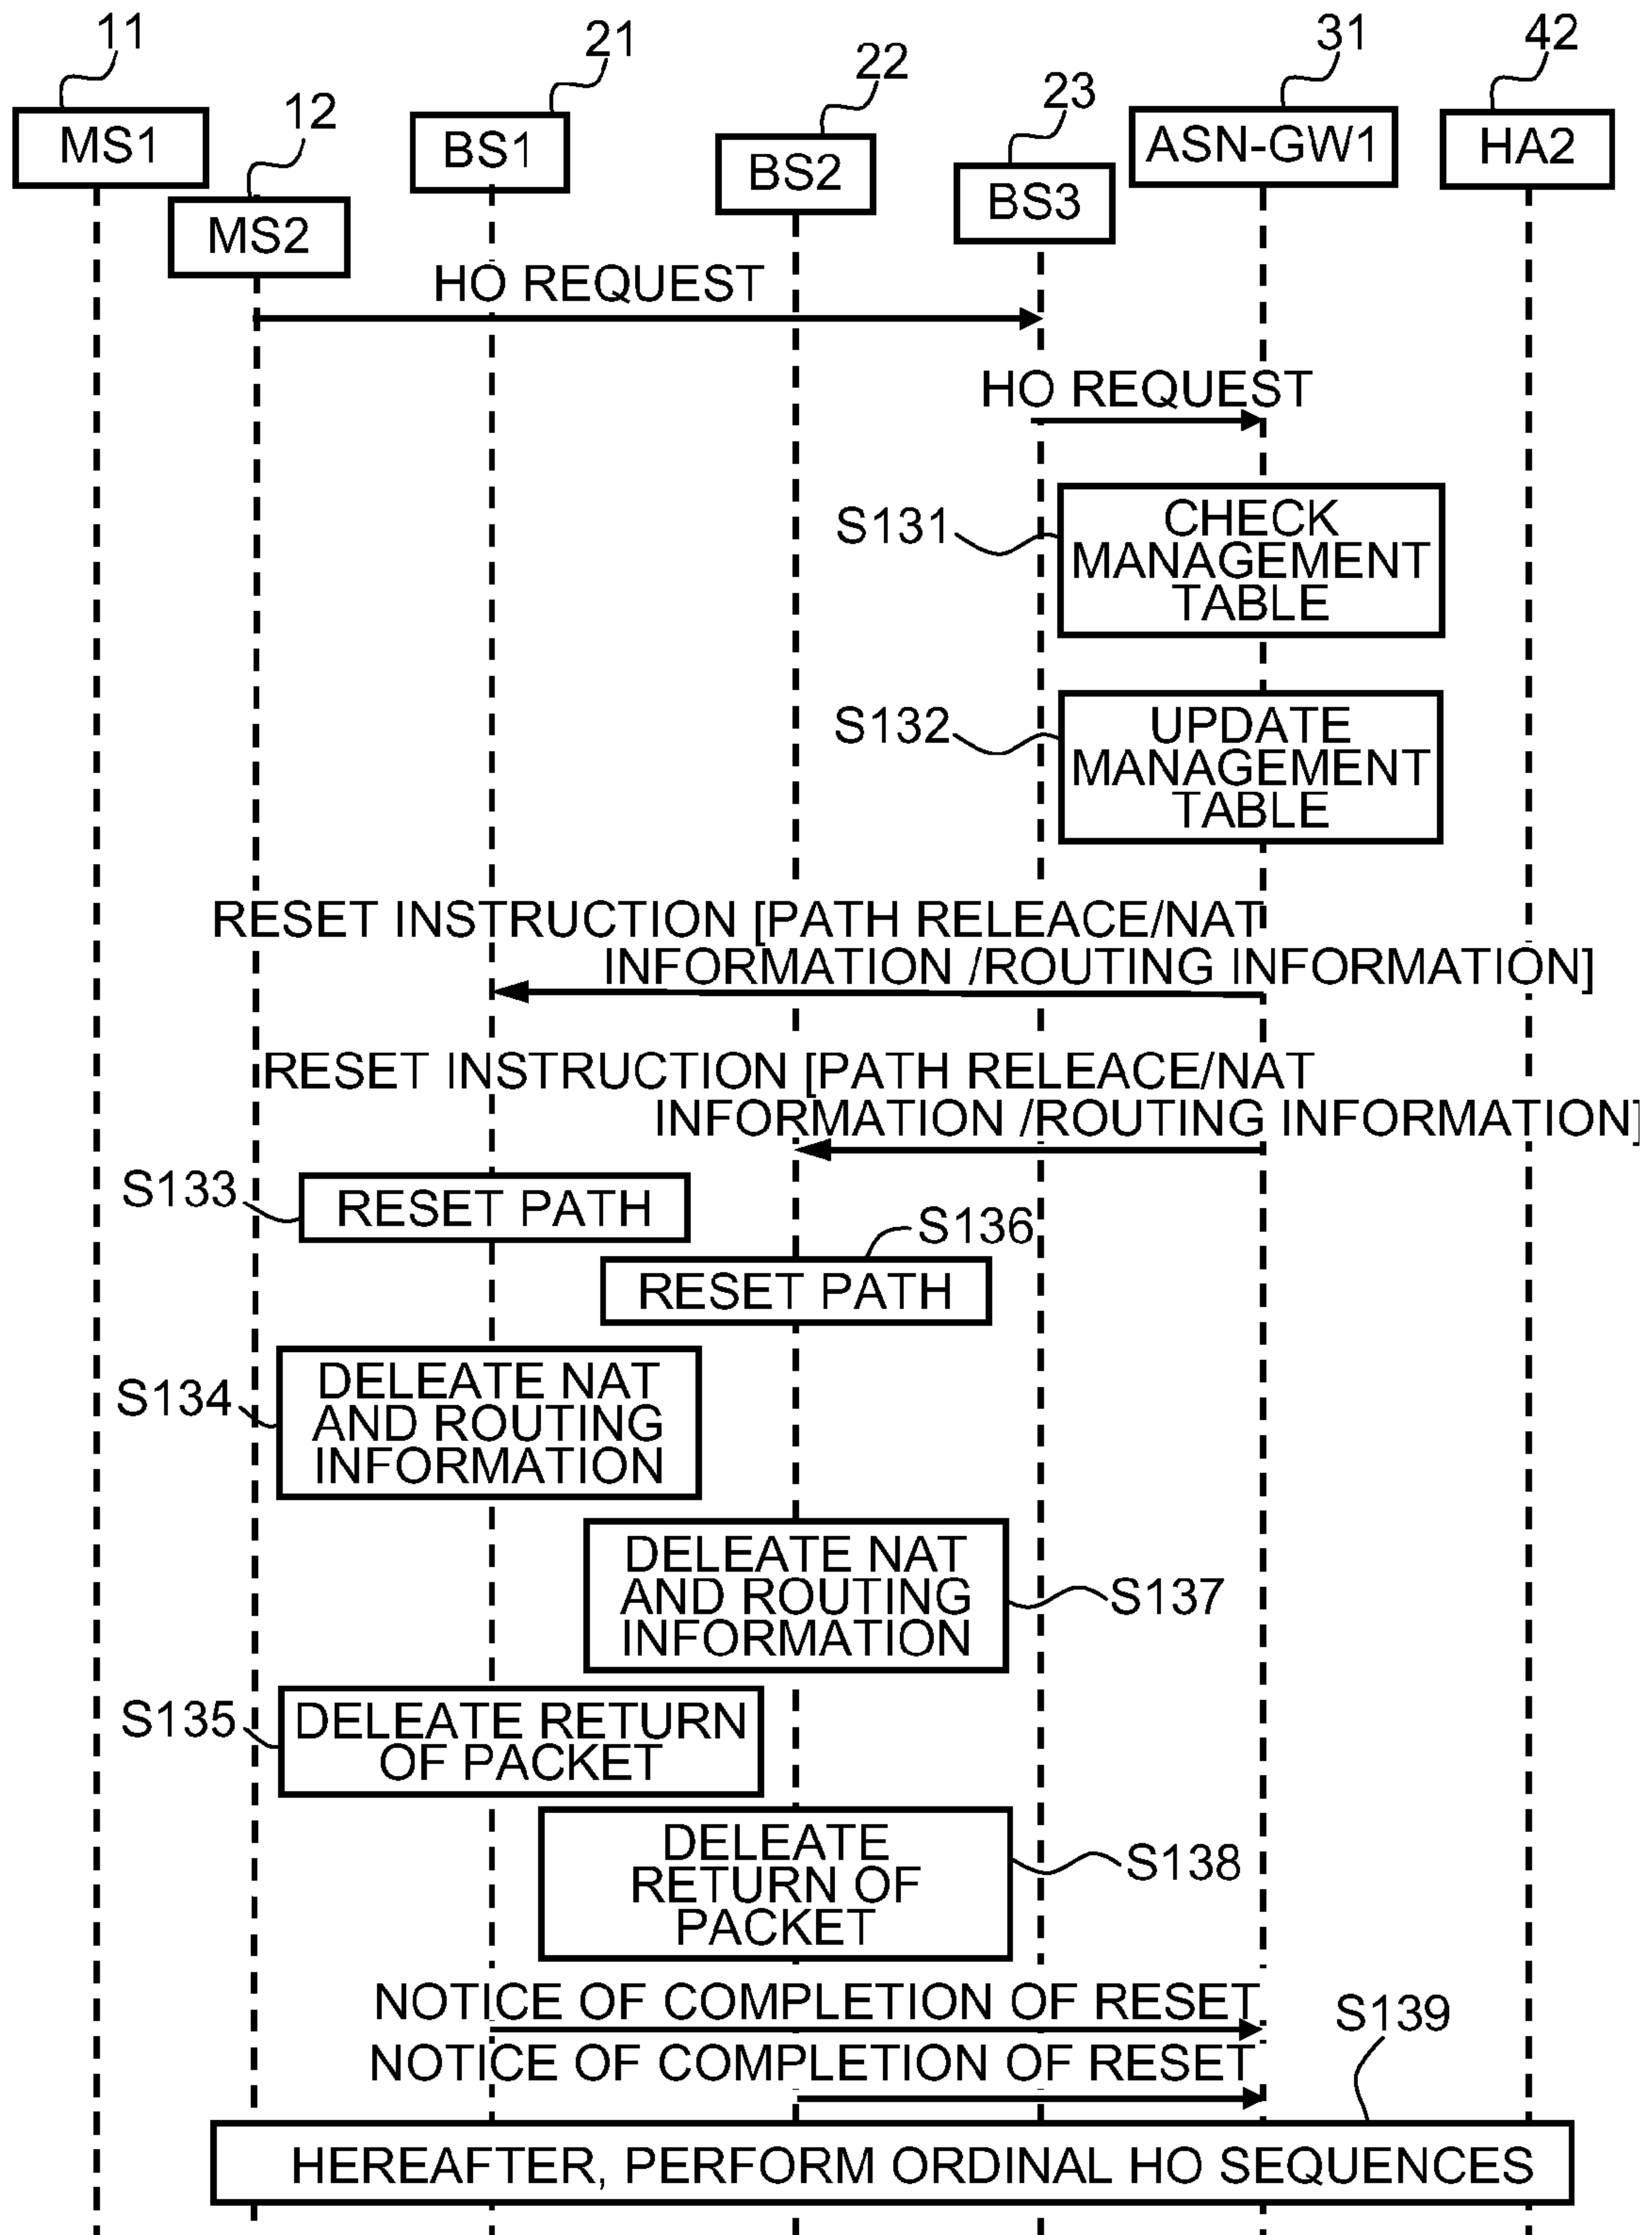 11
21
22
31
42
12
23
MS1
BS1
BS2
ASN-GW1
HA2
MS2
BS3
HO REQUEST
HO REQUEST
S131
CHECK
MANAGEMENT
TABLE
S132
UPDATE
MANAGEMENT
TABLE
RESET INSTRUCTION [PATH RELEACE/NAT
INFORMATION /ROUTING INFORMATION]
RESET INSTRUCTION [PATH RELEACE/NAT
INFORMATION /ROUTING INFORMATION]
S133
RESET PATH
S136
RESET PATH
S134
DELEATE NAT
AND ROUTING
INFORMATION
DELEATE NAT
AND ROUTING
INFORMATION
S137
S135
DELEATE RETURN
OF PACKET
DELEATE
RETURN OF
PACKET
S138
NOTICE OF COMPLETION OF RESET
S139
NOTICE OF COMPLETION OF RESET
HEREAFTER, PERFORM ORDINAL HO SEQUENCES